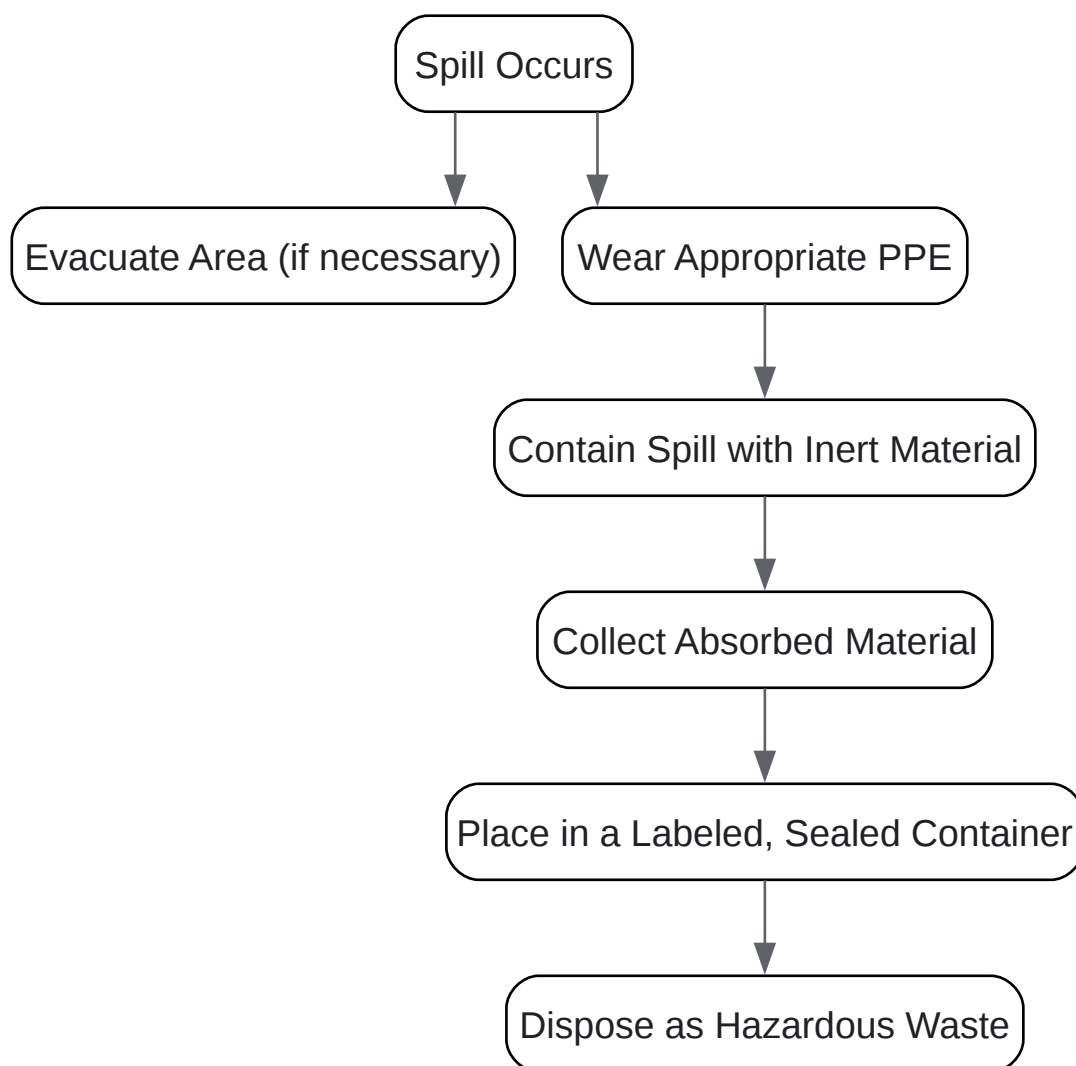 Spill Occurs
Evacuate Area (if necessary)
Wear Appropriate PPE
Contain Spill with Inert Material
Collect Absorbed Material
Place in a Labeled, Sealed Container
Dispose as Hazardous Waste